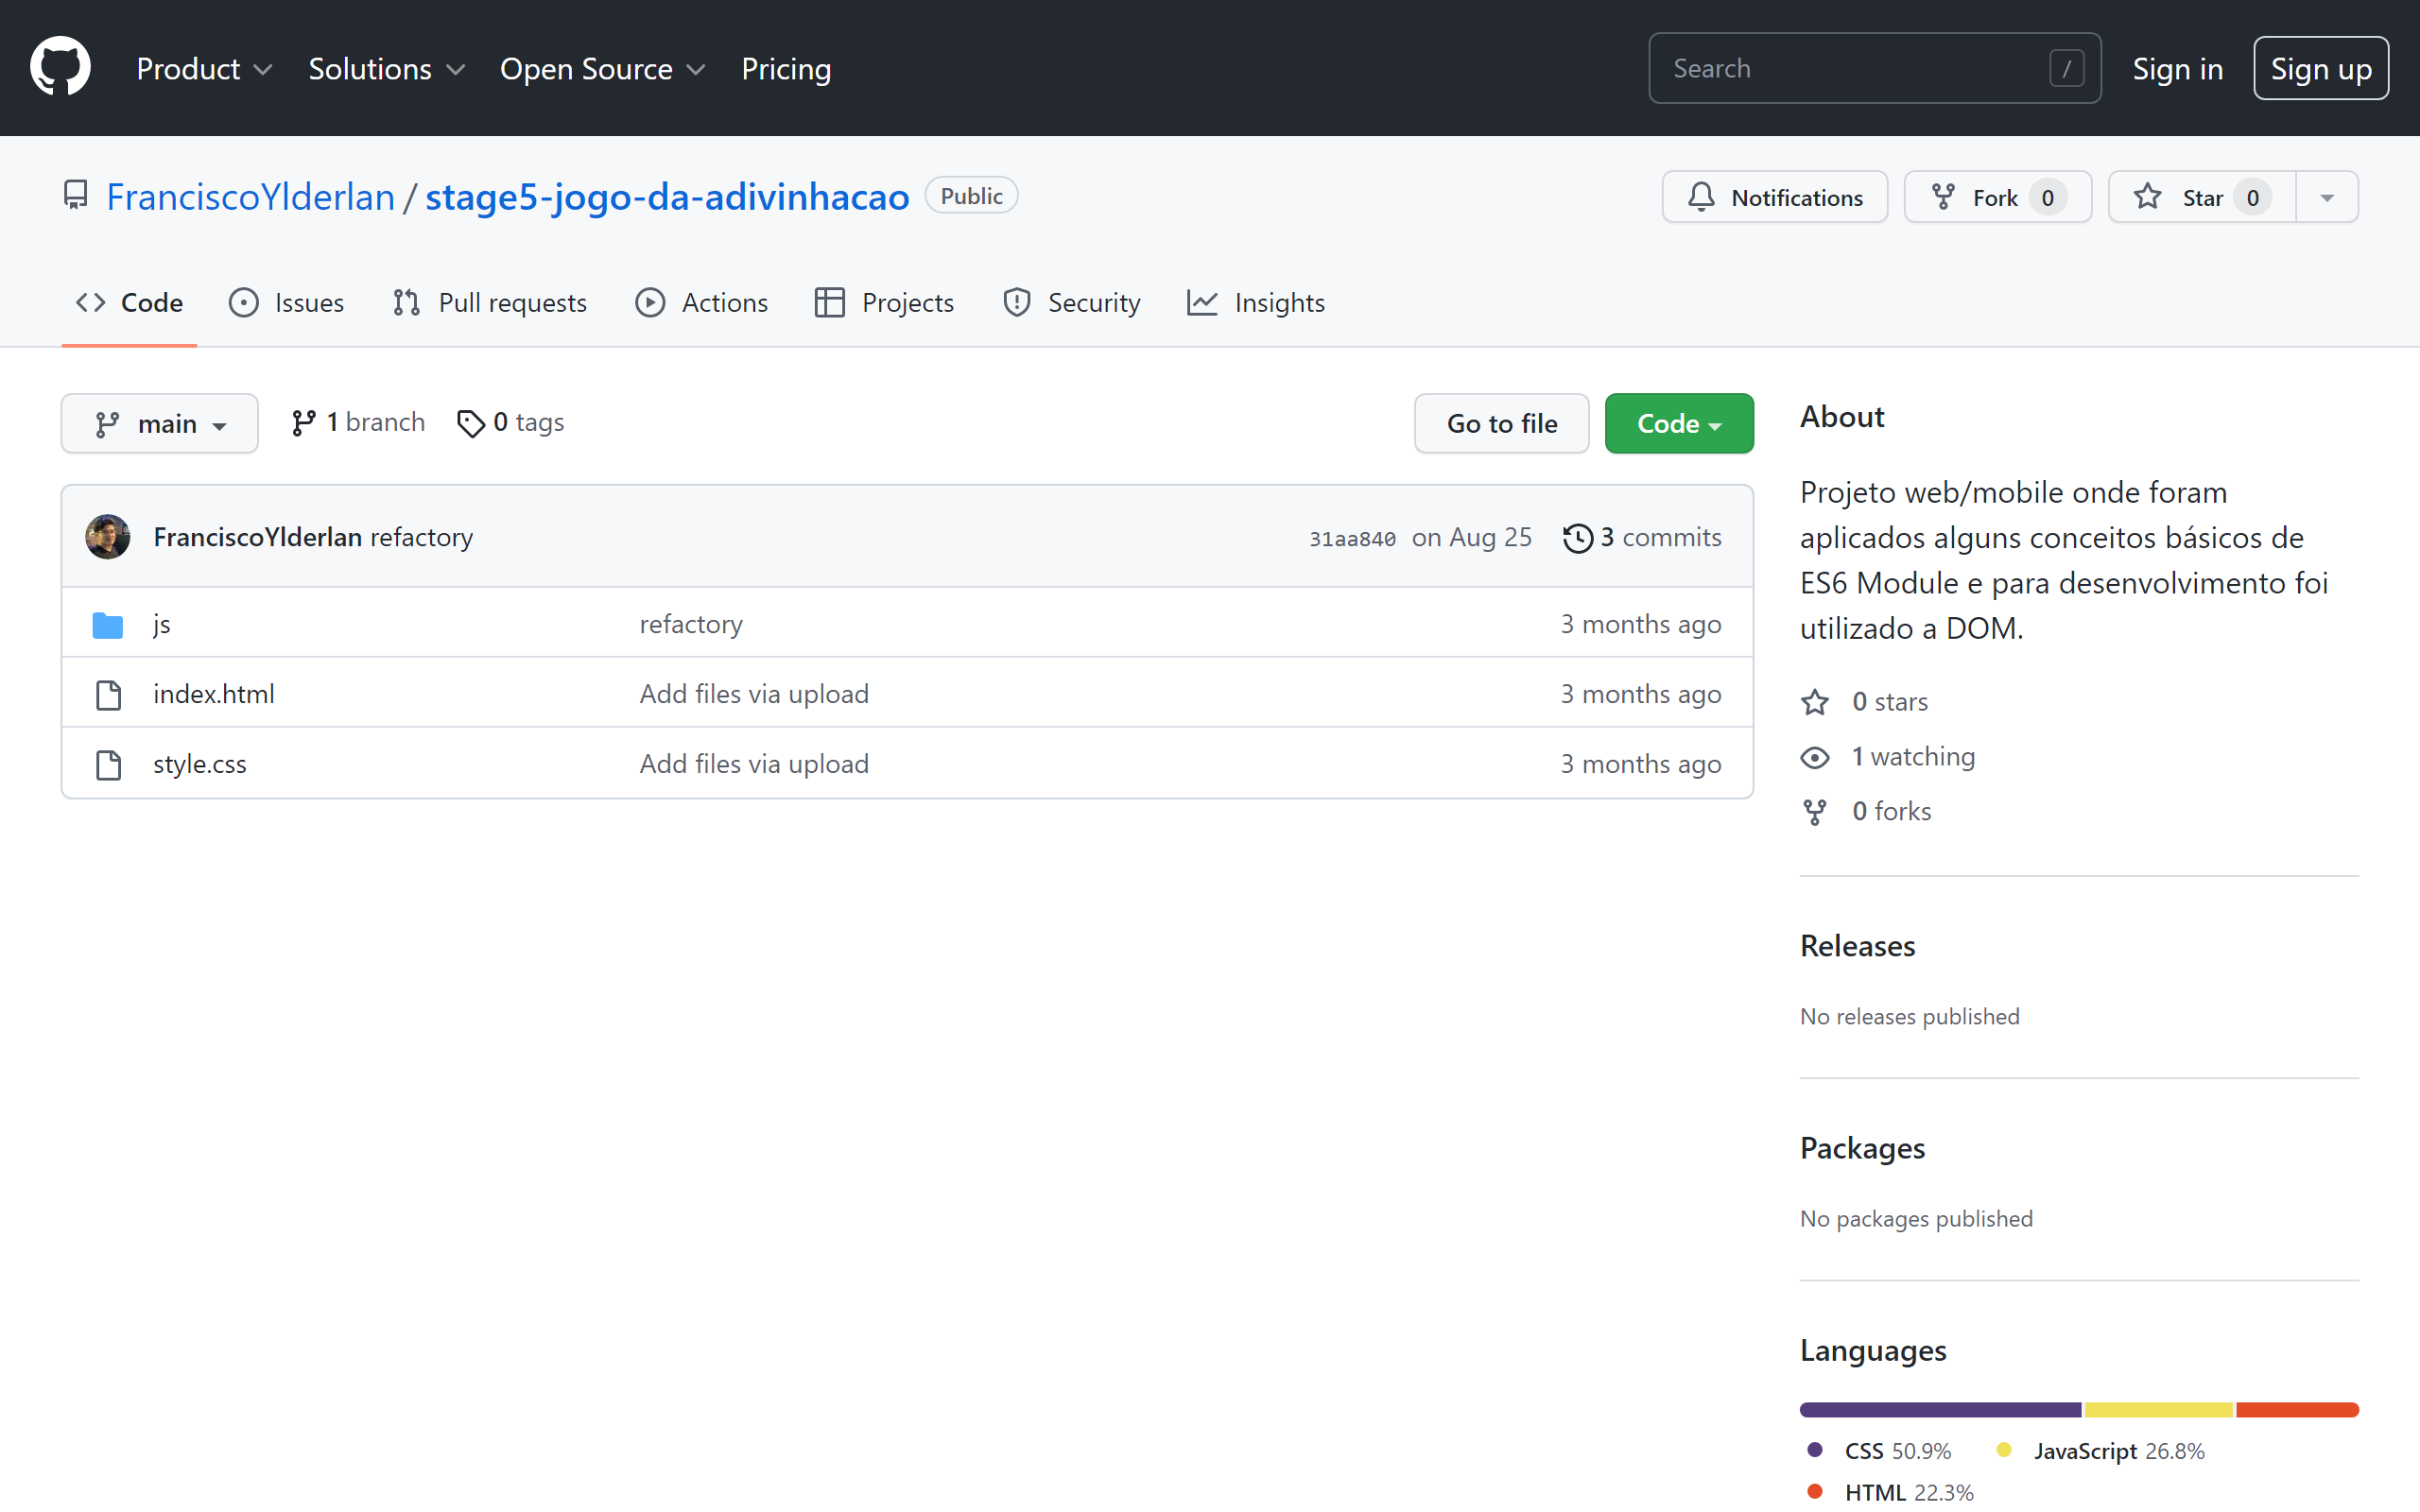 Product Solutions Open Source Pricing Search / Sign in Sign up
FranciscoYlderlan / stage5-jogo-da-adivinhacao Public Notifications Fork 0 Star 0
Code Issues Pull requests Actions Projects Security Insights
main 1 branch 0 tags Go to file Code
FranciscoYlderlan refactory 31aa840 on Aug 25 3 commits
js refactory 3 months ago
index.html Add files via upload 3 months ago
style.css Add files via upload 3 months ago
About
Projeto web/mobile onde foram
aplicados alguns conceitos básicos de
ES6 Module e para desenvolvimento foi
utilizado a DOM.
0 stars
1 watching
0 forks
Releases
No releases published
Packages
No packages published
Languages
CSS 50.9% JavaScript 26.8%
HTML 22.3%